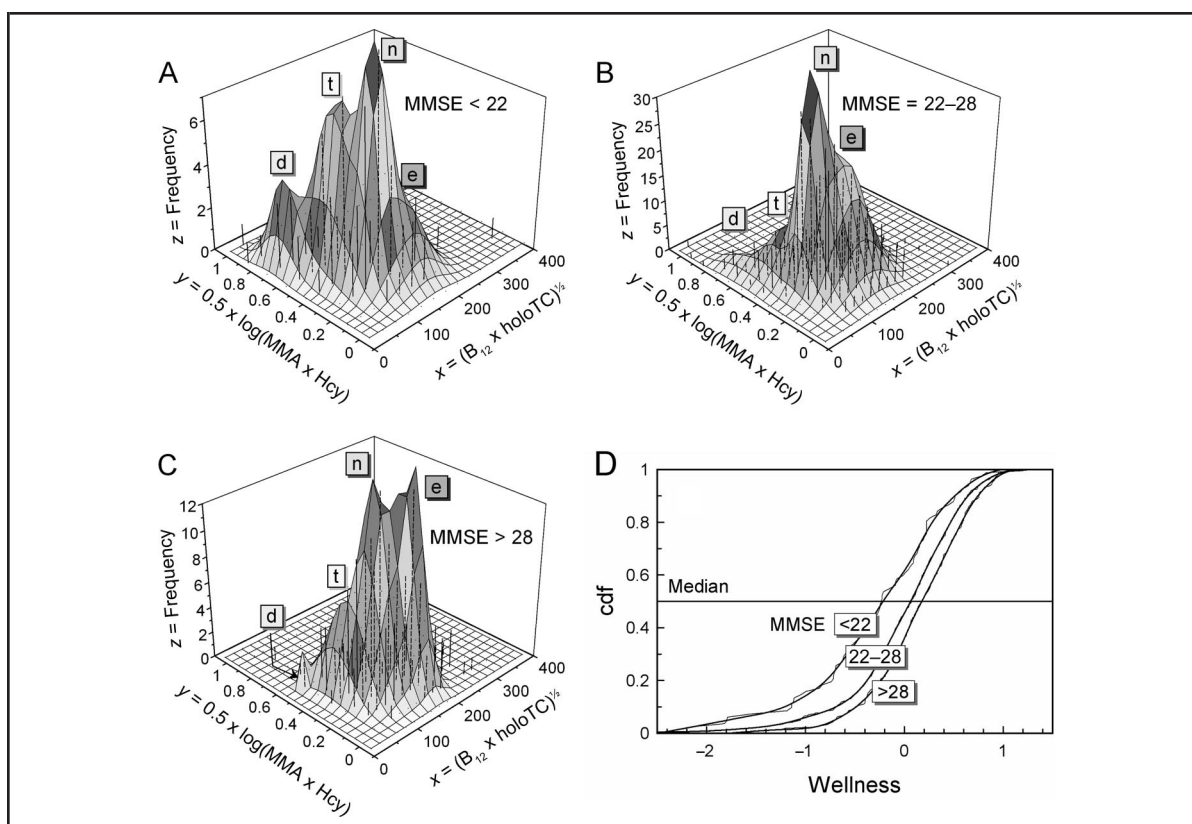 A
n
t
MMSE < 22
d
e
z = Frequency
6
4
2
0
1
0.8
0.6
0.4
0.2
0
y = 0.5 x log(MMA x Hcy)
0
100
200
300
400
x = (B₁₂ x holoTC)^½
B
n
MMSE = 22–28
e
t
d
z = Frequency
30
25
20
15
10
5
0
1
0.8
0.6
0.4
0.2
0
y = 0.5 x log(MMA x Hcy)
0
100
200
300
400
x = (B₁₂ x holoTC)^½
C
n
e
MMSE > 28
t
d
z = Frequency
12
10
8
6
4
2
0
1
0.8
0.6
0.4
0.2
0
y = 0.5 x log(MMA x Hcy)
0
100
200
300
400
x = (B₁₂ x holoTC)^½
D
cdf
1
0.8
0.6
0.4
0.2
0
Median
MMSE <22
22–28
>28
–2
–1
0
1
Wellness